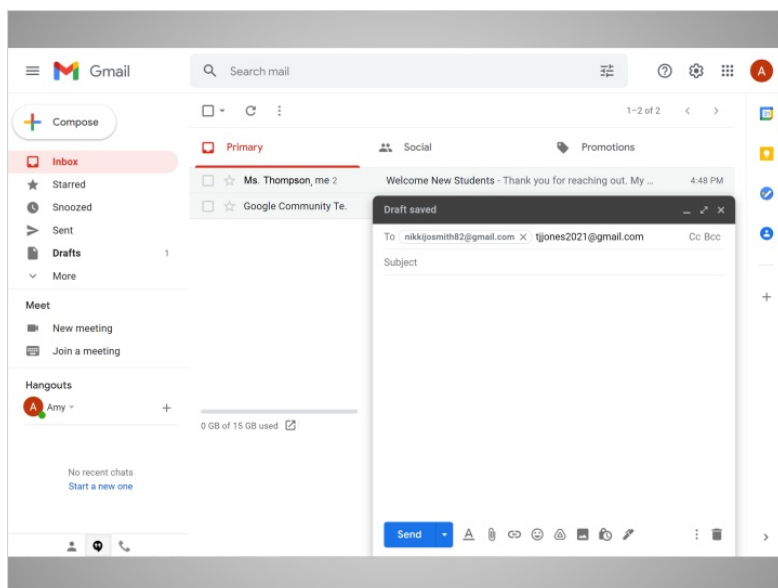 Gmail
Search mail
A
Compose
1–2 of 2
31
Primary
Social
Promotions
Inbox
Starred
Snoozed
Sent
Drafts 1
More
Ms. Thompson, me 2 Welcome New Students - Thank you for reaching out. My ... 4:48 PM
Google Community Te.
Draft saved
To nikkijosmith82@gmail.com tjjones2021@gmail.com Cc Bcc
Subject
Meet
New meeting
Join a meeting
Hangouts
A Amy
0 GB of 15 GB used
No recent chats
Start a new one
Send